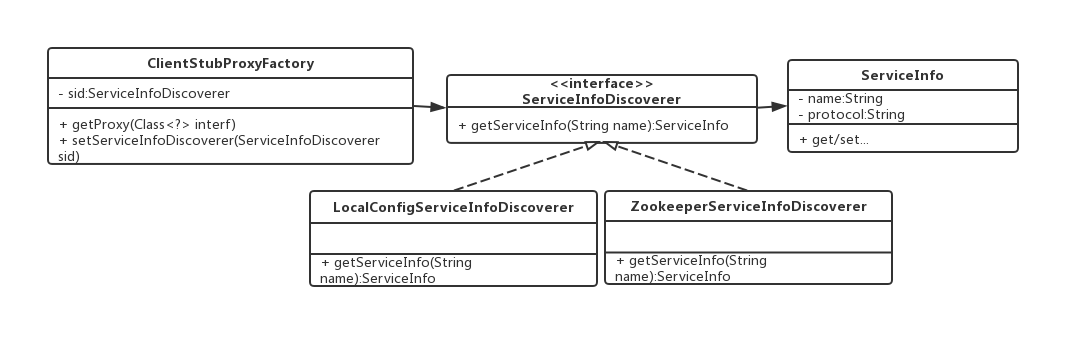 ClientStubProxyFactory
- sid:ServiceInfoDiscoverer
+ getProxy(Class<?> interf)
+ setServiceInfoDiscoverer(ServiceInfoDiscoverer
sid)
<<interface>>
ServiceInfoDiscoverer
+ getServiceInfo(String name):ServiceInfo
ServiceInfo
- name:String
- protocol:String
+ get/set...
LocalConfigServiceInfoDiscoverer
+ getServiceInfo(String
name):ServiceInfo
ZookeeperServiceInfoDiscoverer
+ getServiceInfo(String
name):ServiceInfo